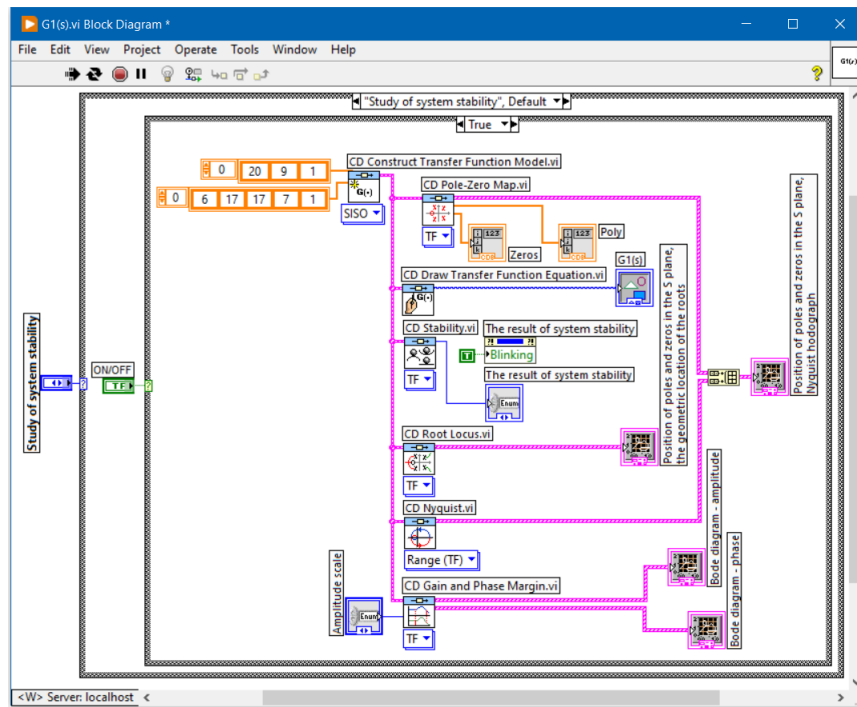 G1(s).vi Block Diagram *
File Edit View Project Operate Tools Window Help
G1(s)
"Study of system stability", Default
True
CD Construct Transfer Function Model.vi
0 20 9 1
0 6 17 17 7 1
G(·)
SISO
CD Pole-Zero Map.vi
TF
Zeros
Poly
CD Draw Transfer Function Equation.vi
G(·)
G1(s)
Position of poles and zeros in the S plane,
Nyquist hodograph
Position of poles and zeros in the S plane,
the geometric location of the roots
Study of system stability
ON/OFF
TF
CD Stability.vi
TF
The result of system stability
T
Blinking
The result of system stability
Enum
CD Root Locus.vi
TF
CD Nyquist.vi
Range (TF)
Amplitude scale
Enum
CD Gain and Phase Margin.vi
TF
Bode diagram - amplitude
Bode diagram - phase
<W> Server: localhost